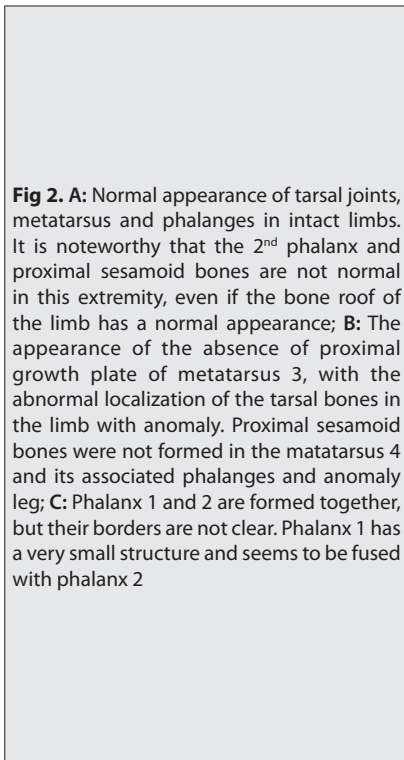 Fig 2. A: Normal appearance of tarsal joints,
metatarsus and phalanges in intact limbs.
It is noteworthy that the 2nd phalanx and
proximal sesamoid bones are not normal
in this extremity, even if the bone roof of
the limb has a normal appearance; B: The
appearance of the absence of proximal
growth plate of metatarsus 3, with the
abnormal localization of the tarsal bones in
the limb with anomaly. Proximal sesamoid
bones were not formed in the matatarsus 4
and its associated phalanges and anomaly
leg; C: Phalanx 1 and 2 are formed together,
but their borders are not clear. Phalanx 1 has
a very small structure and seems to be fused
with phalanx 2